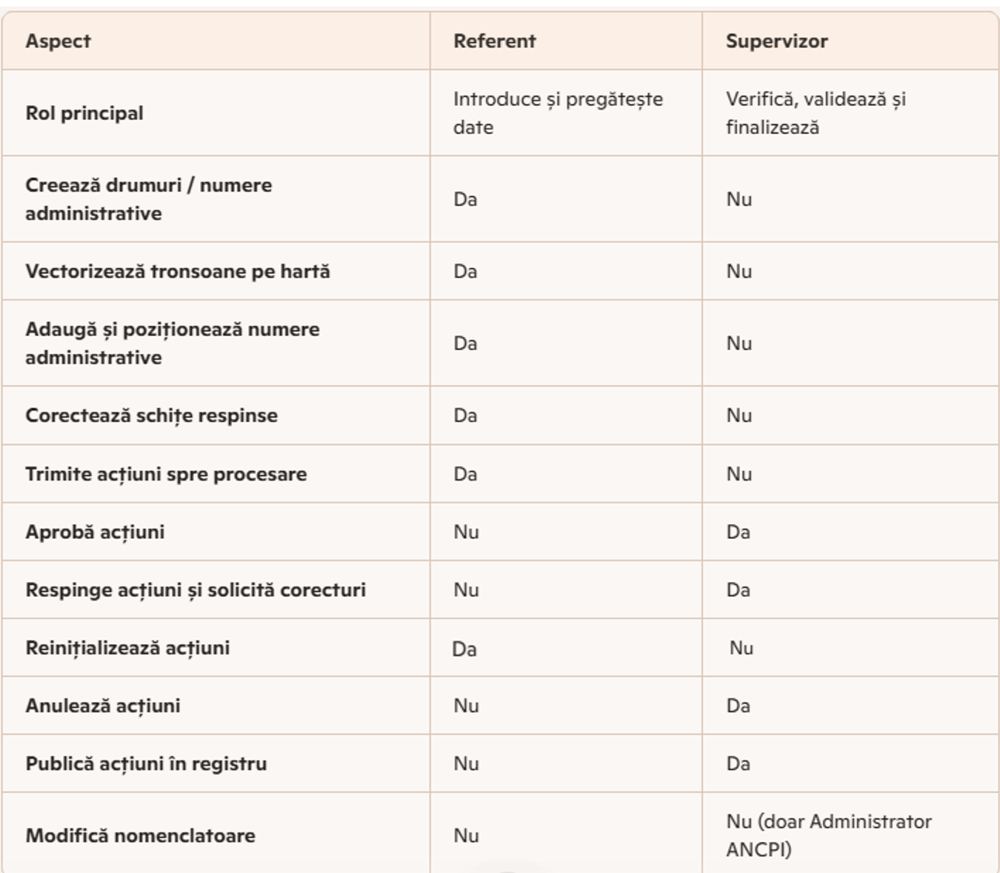 Aspect Referent Supervizor
Rol principal Introduce și pregătește date Verifică, validează și finalizează
Creează drumuri / numere administrative Da Nu
Vectorizează tronsoane pe hartă Da Nu
Adaugă și poziționează numere administrative Da Nu
Corectează schițe respinse Da Nu
Trimite acțiuni spre procesare Da Nu
Aprobă acțiuni Nu Da
Respinge acțiuni și solicită corecturi Nu Da
Reinițializează acțiuni Da Nu
Anulează acțiuni Nu Da
Publică acțiuni în registru Nu Da
Modifică nomenclatoare Nu Nu (doar Administrator ANCPI)